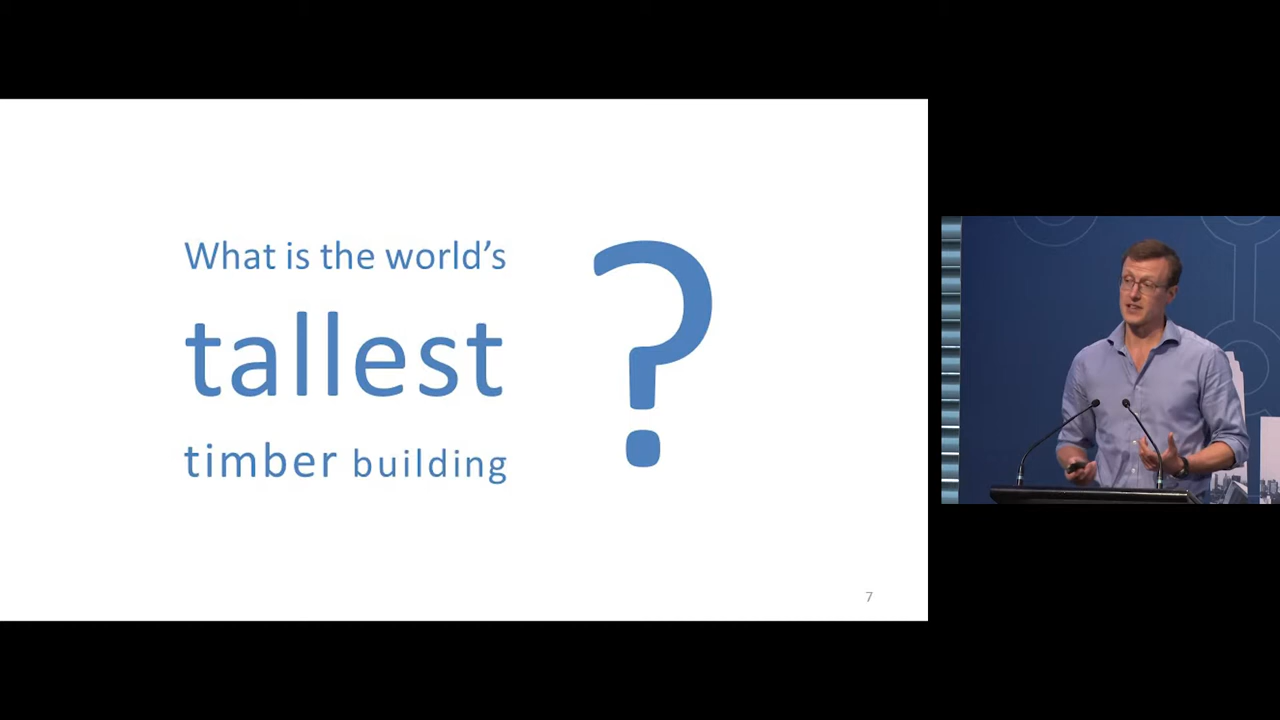 What is the world’s
tallest
timber building
?
7